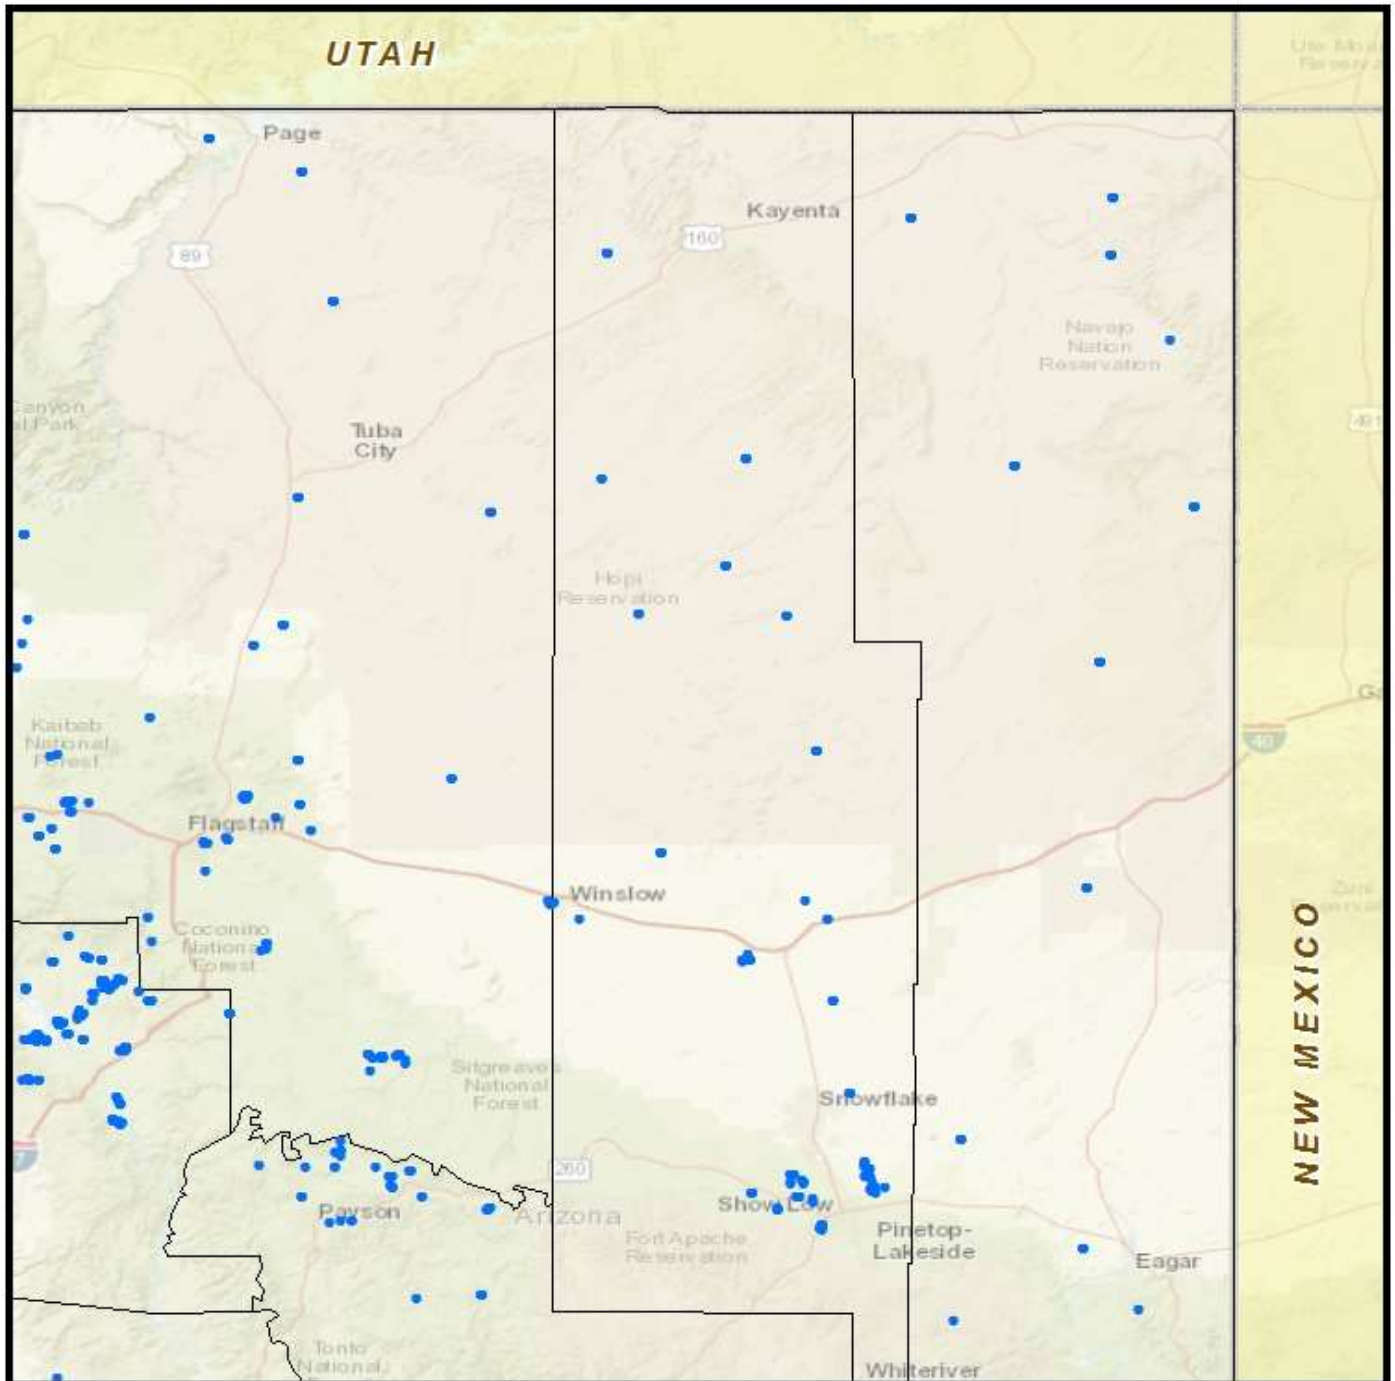 UTAH
Page
Kayenta
160
89
Navajo
Nation
Reservation
Canyon
Tuba
City
Hopi
Reservation
Kaibab
National
Forest
40
Flagstaff
Winslow
Coconino
National
Forest
NEW MEXICO
Sitgreaves
National
Forest
Snowflake
260
Show Low
Payson
Arizona
Fort Apache
Reservation
Pinetop-
Lakeside
Eagar
Tonto
National
Whiteriver